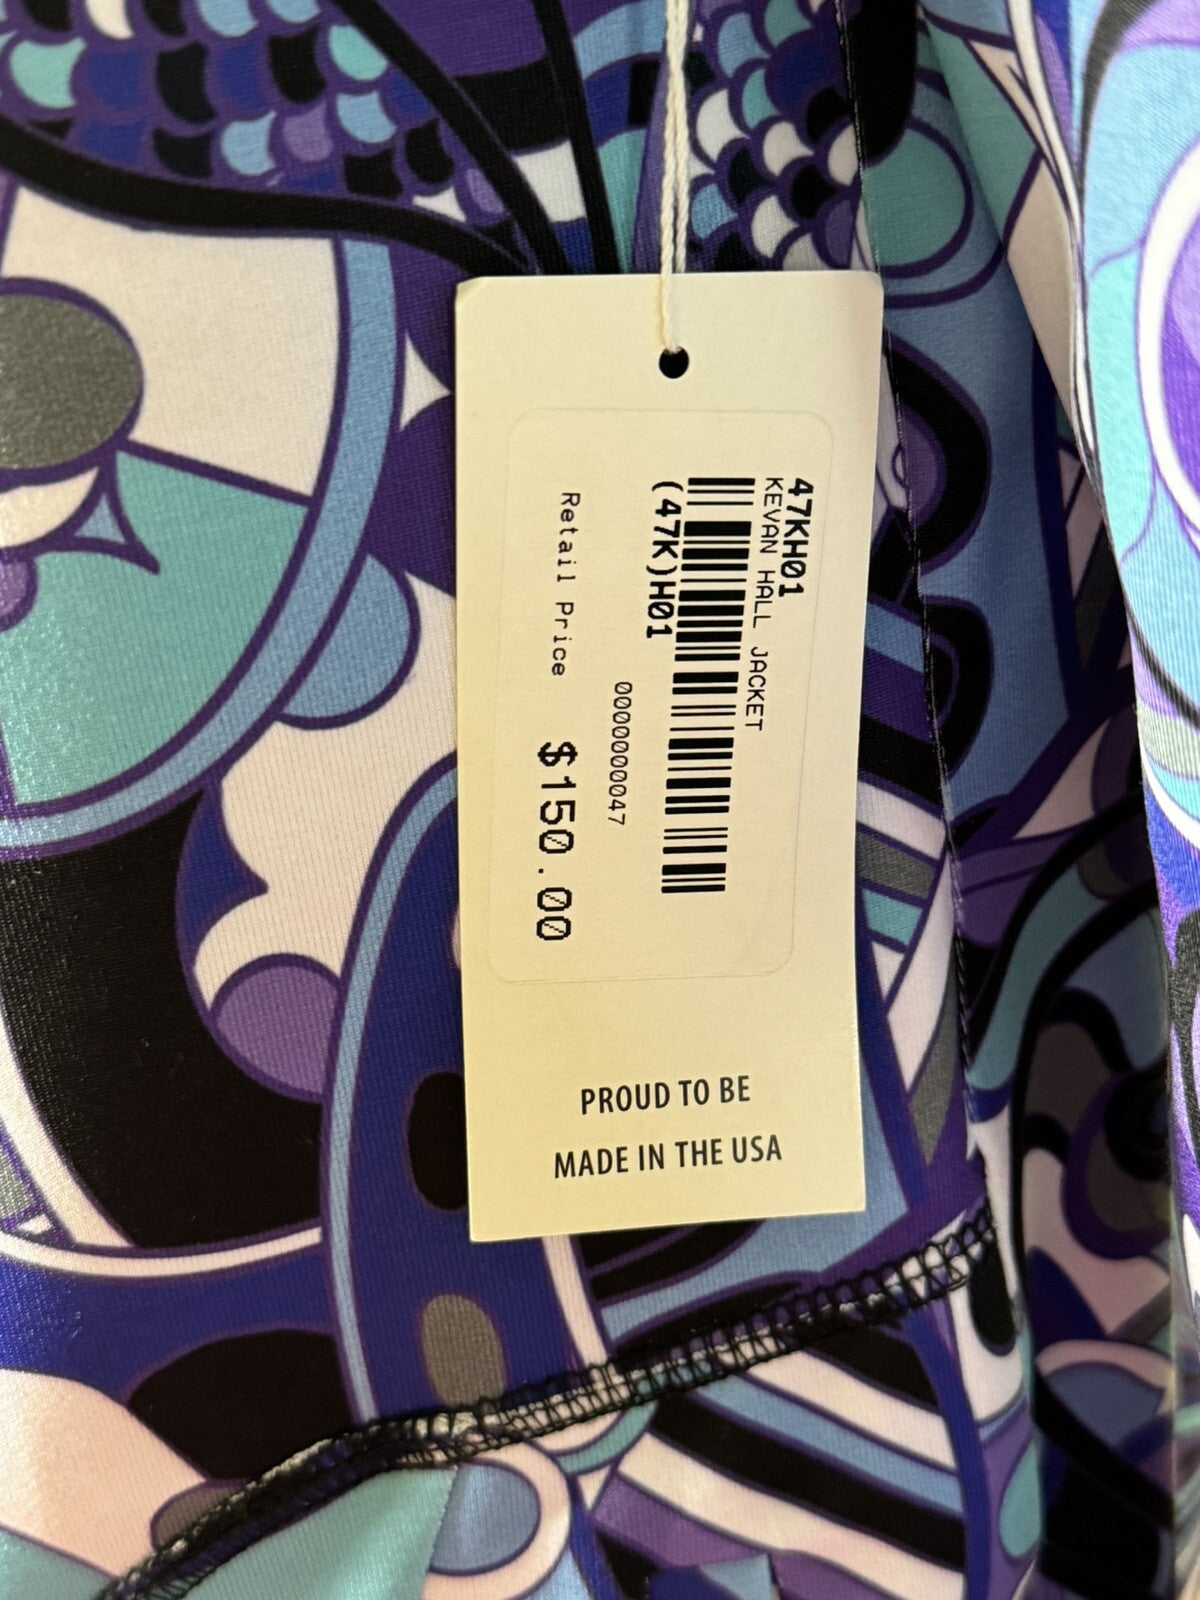 47KH01
KEVAN HALL JACKET
(47K)H01
0000000047
Retail Price $150.00
PROUD TO BE
MADE IN THE USA